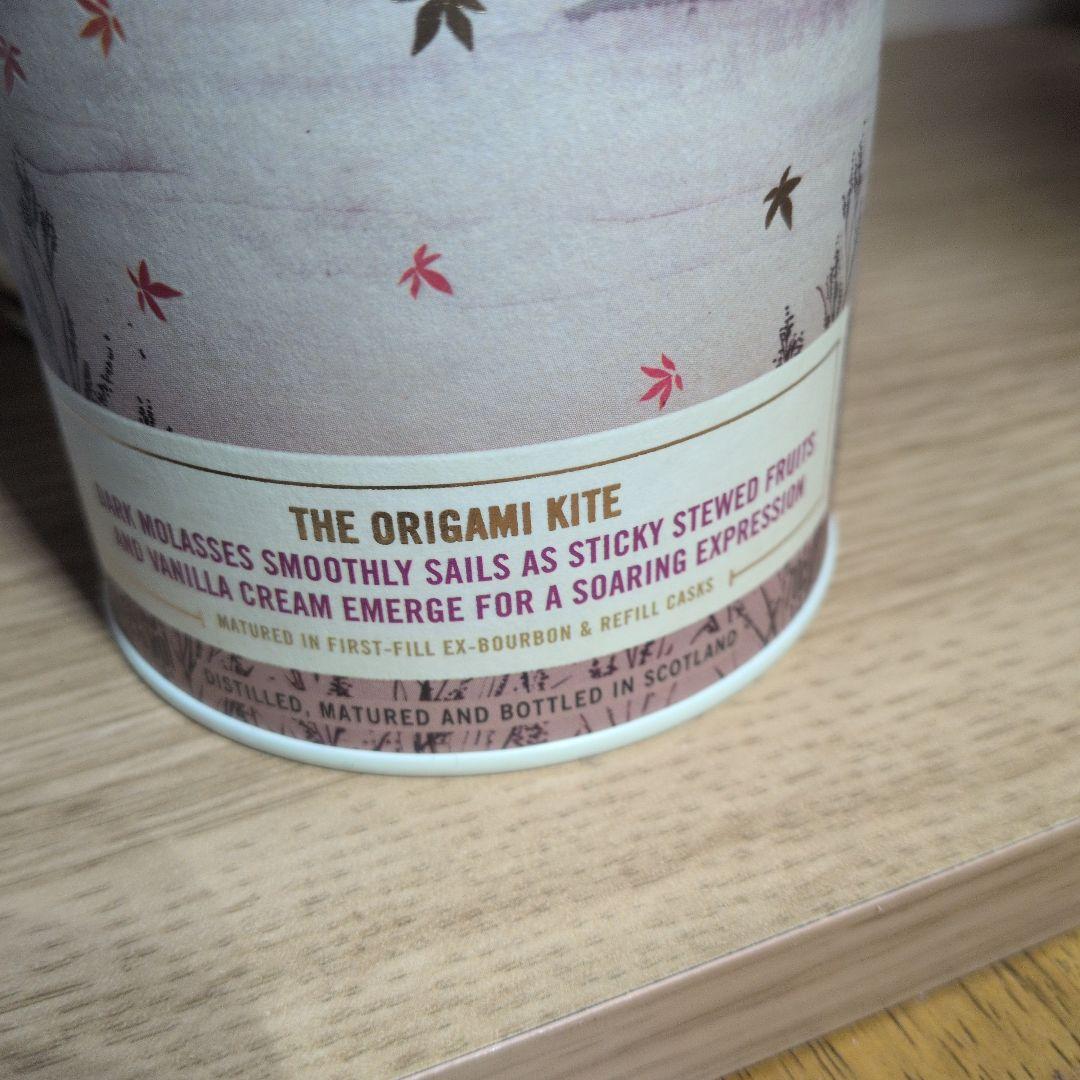 THE ORIGAMI KITE
DARK MOLASSES SMOOTHLY SAILS AS STICKY STEWED FRUITS
AND VANILLA CREAM EMERGE FOR A SOARING EXPRESSION
MATURED IN FIRST-FILL EX-BOURBON & REFILL CASKS
DISTILLED, MATURED AND BOTTLED IN SCOTLAND